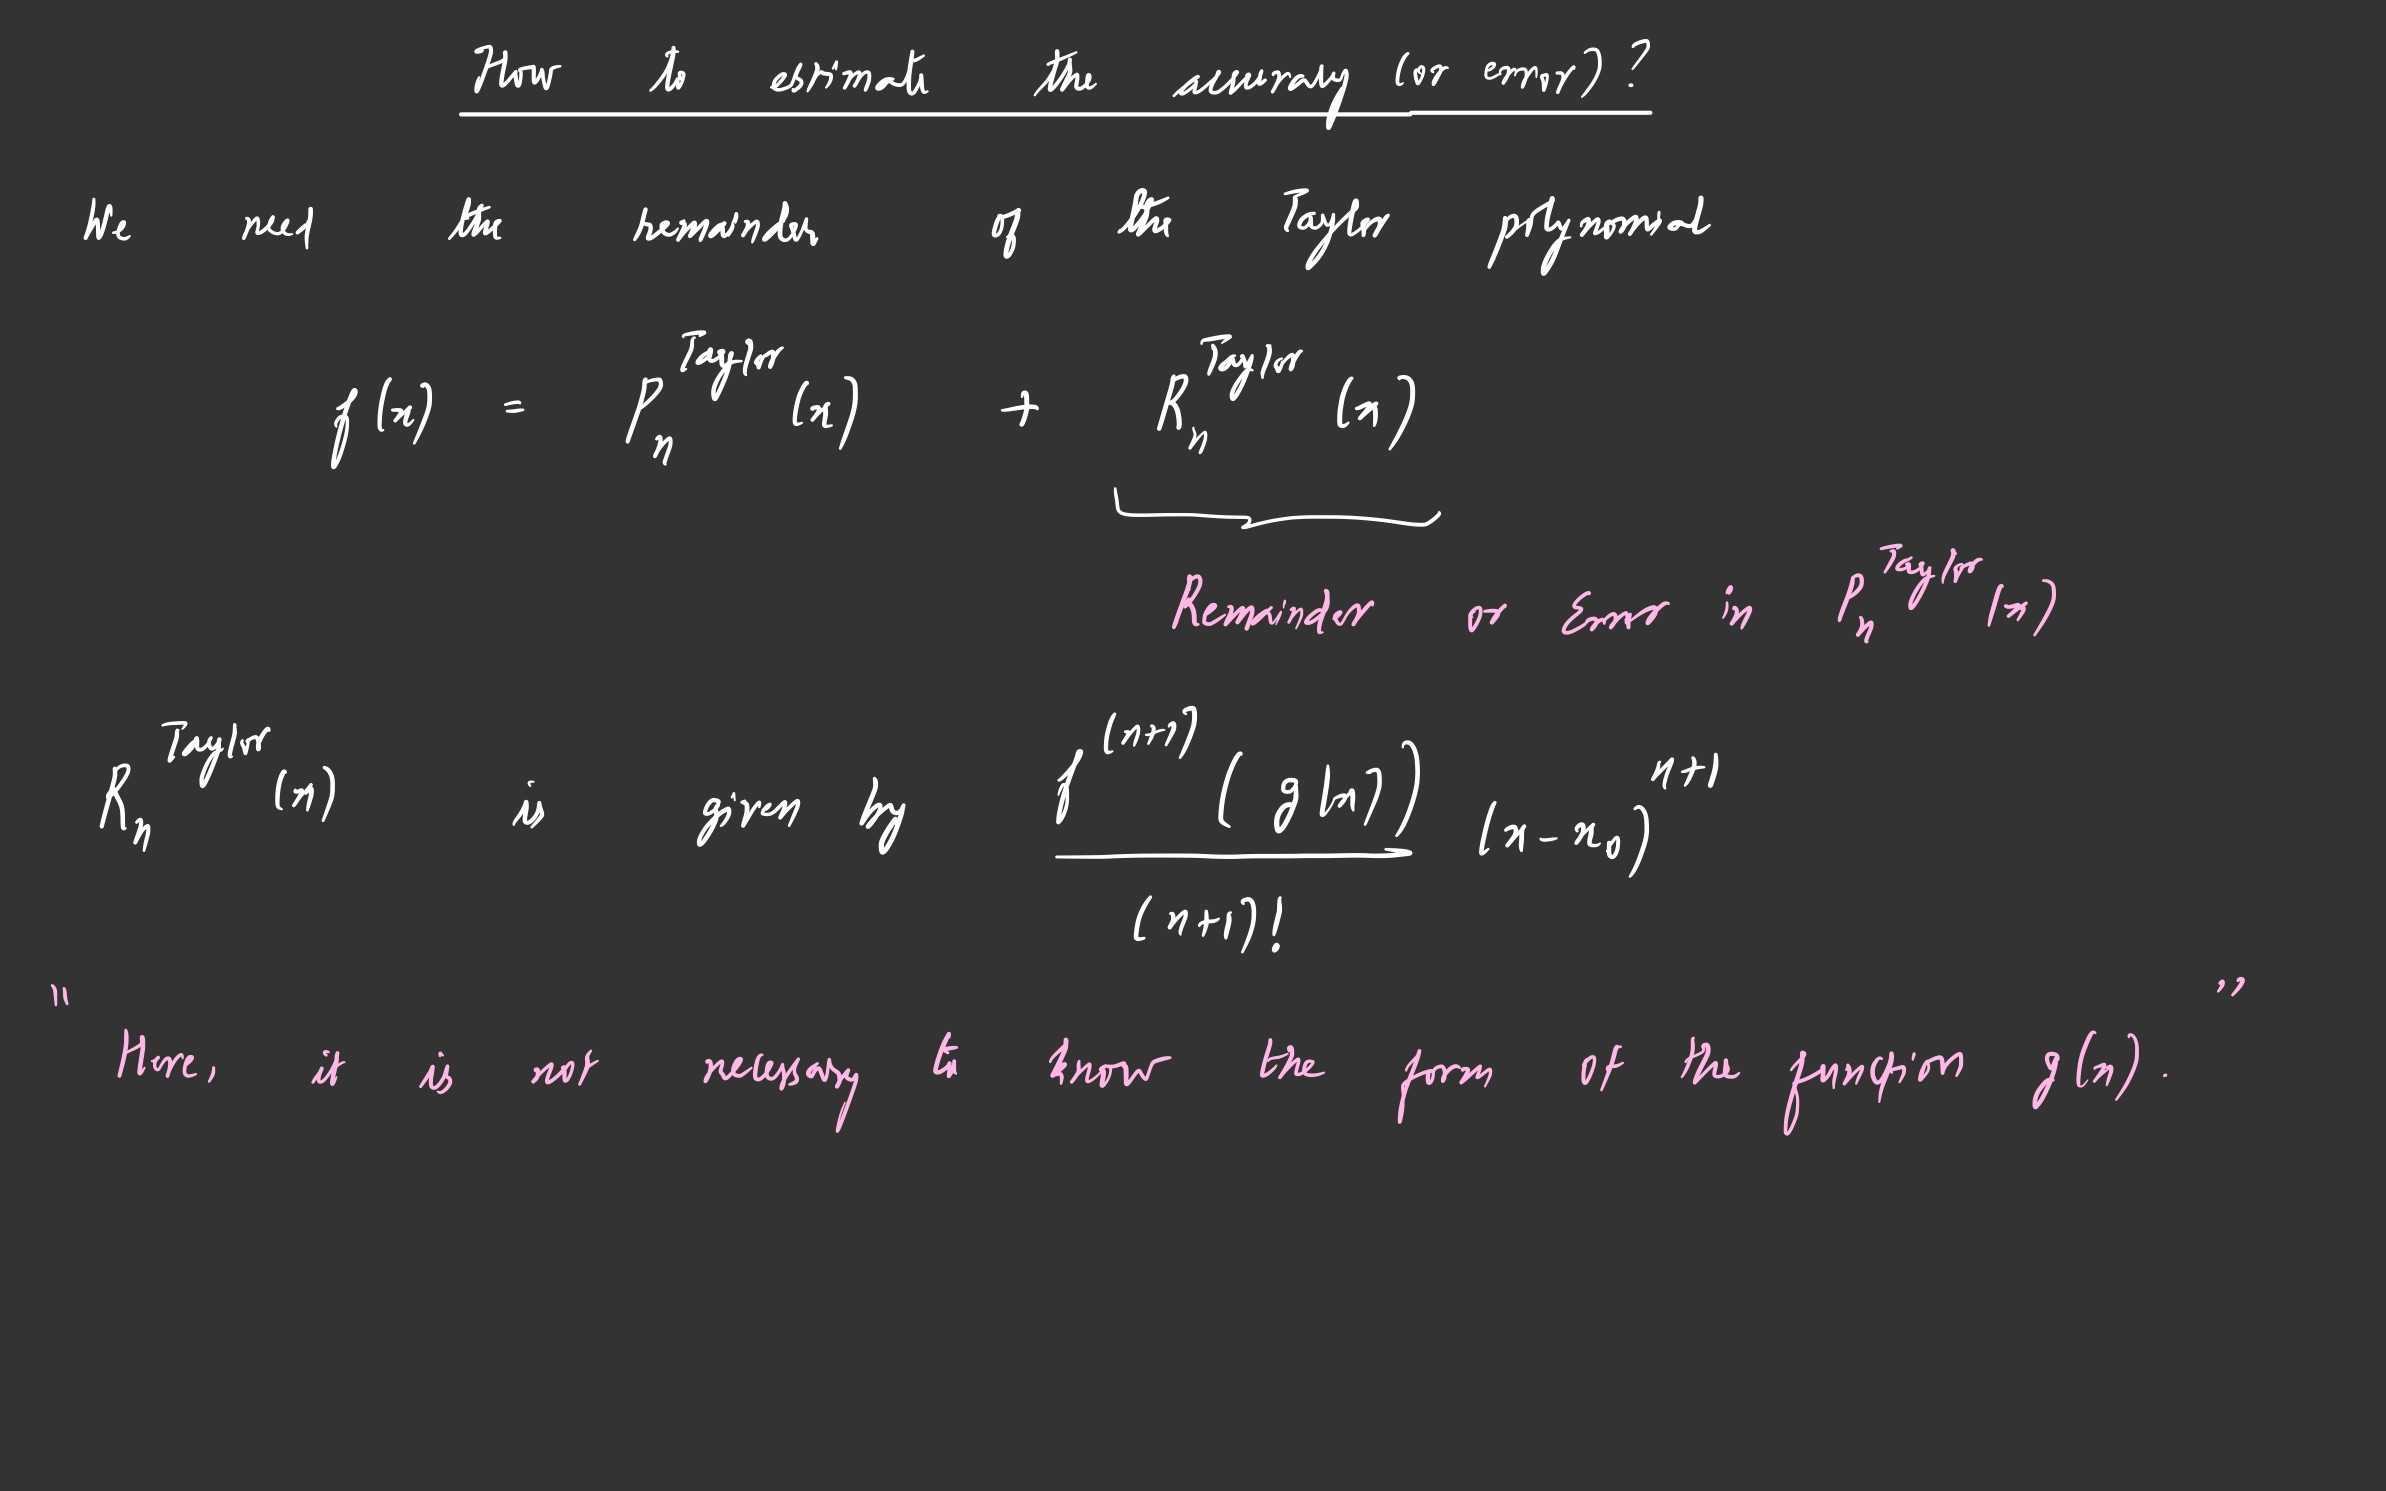 How to estimate the accuracy (or error)?
We need the remainder of the Taylor polynomial
f(x) = P_n^{Taylor}(x) + R_n^{Taylor}(x)
Remainder or Error in P_n^{Taylor}(x)
R_n^{Taylor}(x) is given by \frac{f^{(n+1)}(g(x))}{(n+1)!} (x-x_0)^{n+1}
"Here, it is not necessary to know the form of the function g(x)."